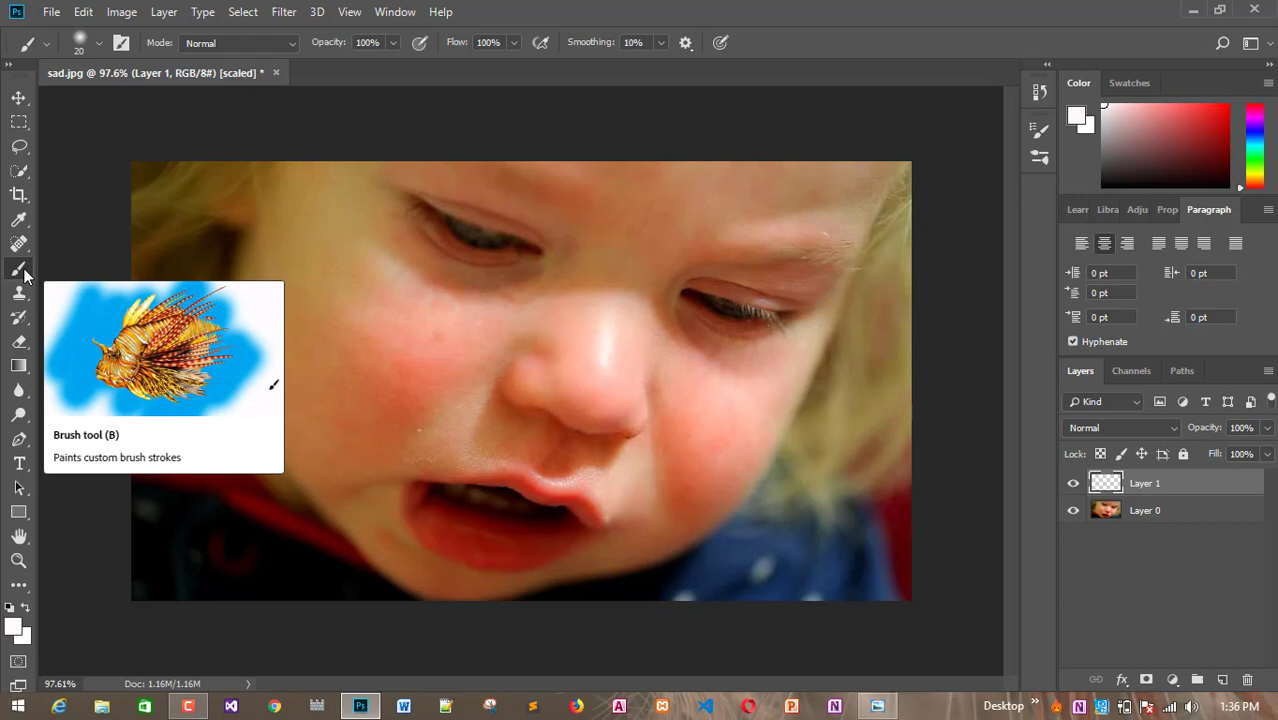 Ps File Edit Image Layer Type Select Filter 3D View Window Help
20 Mode: Normal Opacity: 100% Flow: 100% Smoothing: 10%
sad.jpg @ 97.6% (Layer 1, RGB/8#) [scaled] *
Color Swatches
Learr Libra Adju Prop Paragraph
0 pt 0 pt
0 pt
0 pt 0 pt
Hyphenate
Brush tool (B)
Paints custom brush strokes
Layers Channels Paths
Kind
Normal Opacity: 100%
Lock: Fill: 100%
Layer 1
Layer 0
97.61% Doc: 1.16M/1.16M
Desktop 1:36 PM